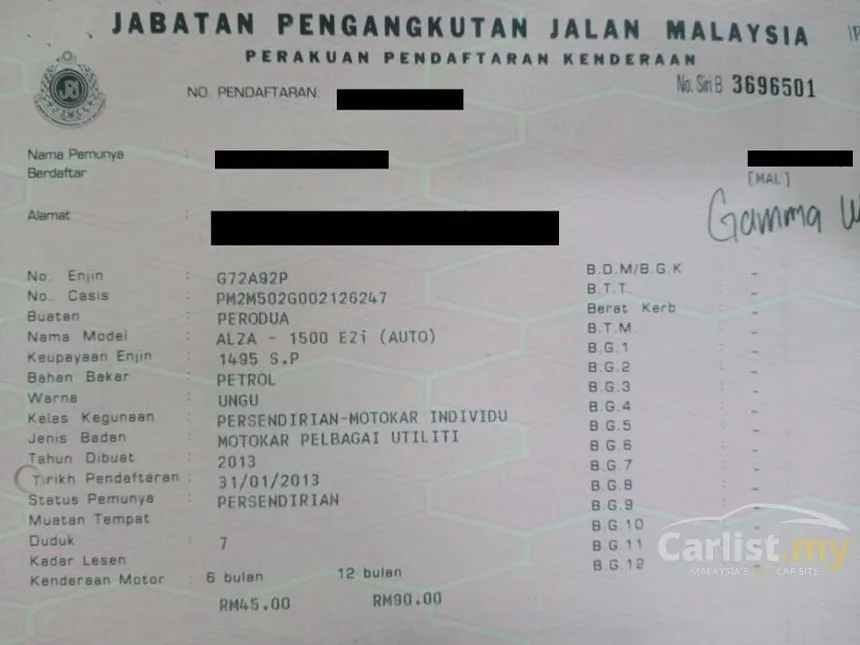 JABATAN PENGANGKUTAN JALAN MALAYSIA
PERAKUAN PENDAFTARAN KENDERAAN
No. Siri B 3696501
NO. PENDAFTARAN:
Nama Pemunya :
Berdaftar
[MAL]
Alamat :
Gamma
No. Enjin : G72A92P
No. Casis : PM2M502G002126247
Buatan : PERODUA
Nama Model : ALZA - 1500 EZi (AUTO)
Keupayaan Enjin : 1495 S.P
Bahan Bakar : PETROL
Warna : UNGU
Kelas Kegunaan : PERSENDIRIAN-MOTOKAR INDIVIDU
Jenis Badan : MOTOKAR PELBAGAI UTILITI
Tahun Dibuat : 2013
Tirikh Pendaftaran : 31/01/2013
Status Pemunya : PERSENDIRIAN
Muatan Tempat
Duduk : 7
Kadar Lesen
Kenderaan Motor : 6 bulan 12 bulan
RM45.00 RM90.00
B.D.M/B.G.K : -
B.T.T. : -
Berat Kerb : -
B.T.M : -
B.G.1 : -
B.G.2 : -
B.G.3 : -
B.G.4 : -
B.G.5 : -
B.G.6 : -
B.G.7 : -
B.G.8 : -
B.G.9 : -
B.G.10 : -
B.G.11 : -
B.G.12 : -
Carlist.my
MALAYSIA'S CAR SITE